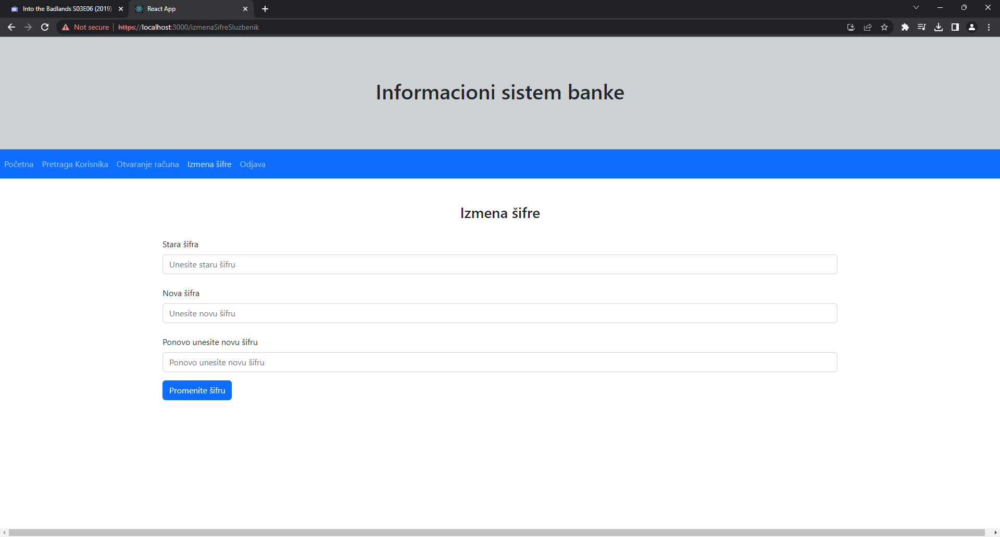 Into the Badlands S03E06 (2019)
React App
Not secure
https://localhost:3000/izmenaSifreSluzbenik
Informacioni sistem banke
Početna Pretraga Korisnika Otvaranje računa Izmena šifre Odjava
Izmena šifre
Stara šifra
Unesite staru šifru
Nova šifra
Unesite novu šifru
Ponovo unesite novu šifru
Ponovo unesite novu šifru
Promenite šifru